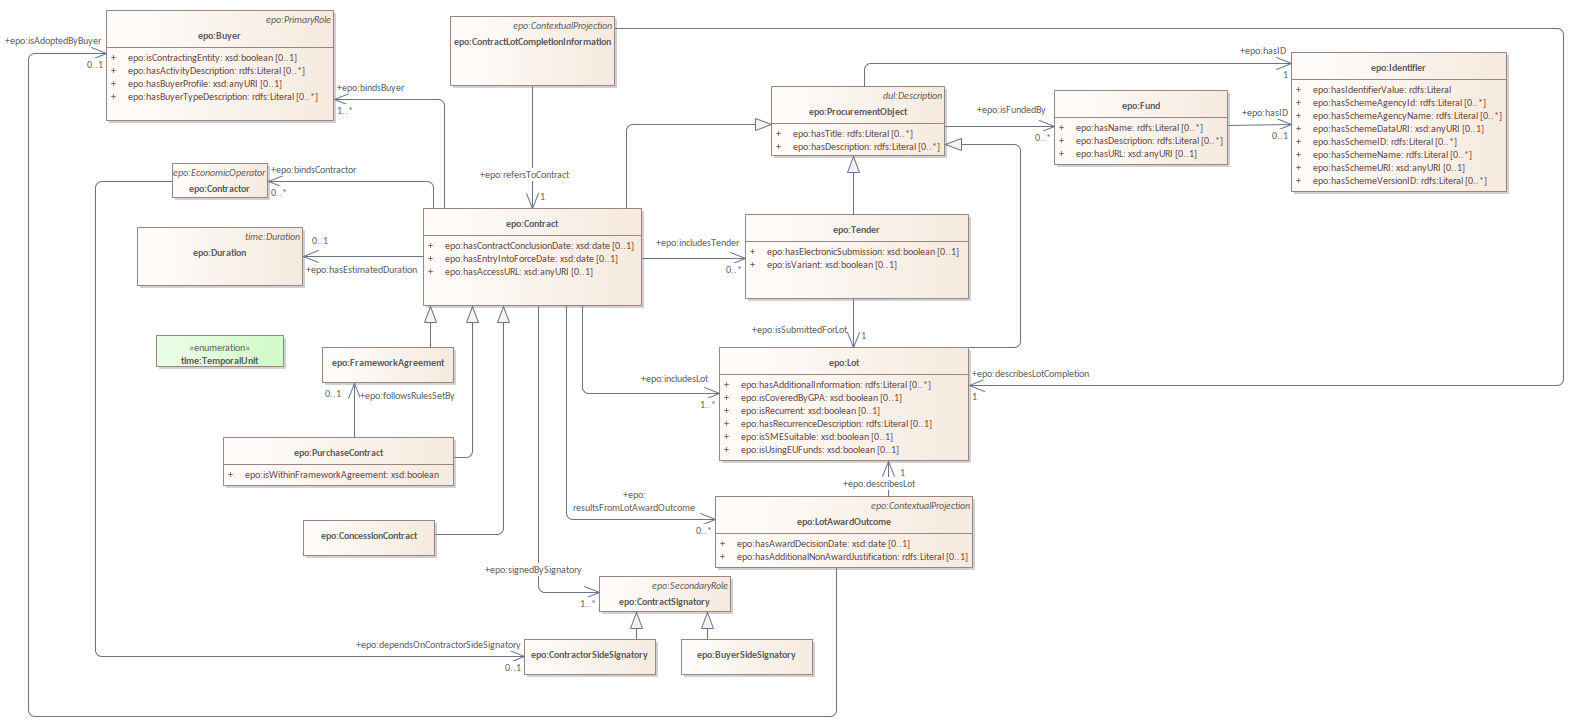 epo:PrimaryRole
epo:Buyer
+ epo:isContractingEntity: xsd:boolean [0..1]
+ epo:hasActivityDescription: rdfs:Literal [0..*]
+ epo:hasBuyerProfile: xsd:anyURI [0..1]
+ epo:hasBuyerTypeDescription: rdfs:Literal [0..*]
+epo:isAdoptedByBuyer
0..1
+epo:bindsBuyer
1..*
epo:ContextualProjection
epo:ContractLotCompletionInformation
+epo:refersToContract
1
dul:Description
epo:ProcurementObject
+ epo:hasTitle: rdfs:Literal [0..*]
+ epo:hasDescription: rdfs:Literal [0..*]
+epo:hasID
1
+epo:isFundedBy
0..*
epo:Fund
+ epo:hasName: rdfs:Literal [0..*]
+ epo:hasDescription: rdfs:Literal [0..*]
+ epo:hasURL: xsd:anyURI [0..1]
+epo:hasID
0..1
epo:Identifier
+ epo:hasIdentifierValue: rdfs:Literal
+ epo:hasSchemeAgencyId: rdfs:Literal [0..*]
+ epo:hasSchemeAgencyName: rdfs:Literal [0..*]
+ epo:hasSchemeDataURI: xsd:anyURI [0..1]
+ epo:hasSchemeID: rdfs:Literal [0..*]
+ epo:hasSchemeName: rdfs:Literal [0..*]
+ epo:hasSchemeURI: xsd:anyURI [0..1]
+ epo:hasSchemeVersionID: rdfs:Literal [0..*]
epo:EconomicOperator
epo:Contractor
+epo:bindsContractor
0..*
time:Duration
epo:Duration
0..1
+epo:hasEstimatedDuration
epo:Contract
+ epo:hasContractConclusionDate: xsd:date [0..1]
+ epo:hasEntryIntoForceDate: xsd:date [0..1]
+ epo:hasAccessURL: xsd:anyURI [0..1]
+epo:includesTender
0..*
epo:Tender
+ epo:hasElectronicSubmission: xsd:boolean [0..1]
+ epo:isVariant: xsd:boolean [0..1]
+epo:isSubmittedForLot
1
«enumeration»
time:TemporalUnit
epo:FrameworkAgreement
0..1
+epo:followsRulesSetBy
epo:PurchaseContract
+ epo:isWithinFrameworkAgreement: xsd:boolean
epo:ConcessionContract
+epo:includesLot
1..*
epo:Lot
+ epo:hasAdditionalInformation: rdfs:Literal [0..*]
+ epo:isCoveredByGPA: xsd:boolean [0..1]
+ epo:isRecurrent: xsd:boolean [0..1]
+ epo:hasRecurrenceDescription: rdfs:Literal [0..1]
+ epo:isSMESuitable: xsd:boolean [0..1]
+ epo:isUsingEUFunds: xsd:boolean [0..1]
+epo:describesLotCompletion
1
1
+epo:describesLot
+epo:
resultsFromLotAwardOutcome
0..*
epo:ContextualProjection
epo:LotAwardOutcome
+ epo:hasAwardDecisionDate: xsd:date [0..1]
+ epo:hasAdditionalNonAwardJustification: rdfs:Literal [0..1]
+epo:signedBySignatory
1..*
epo:SecondaryRole
epo:ContractSignatory
+epo:dependsOnContractorSideSignatory
0..1
epo:ContractorSideSignatory
epo:BuyerSideSignatory